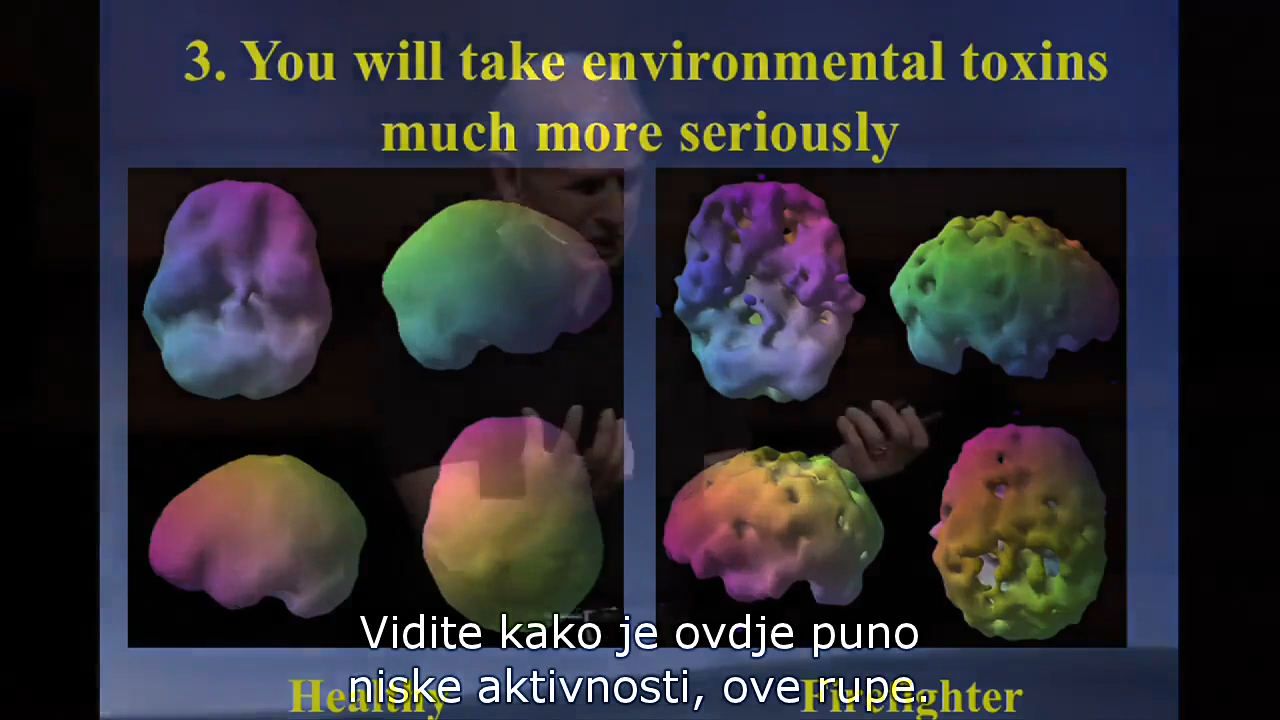 3. You will take environmental toxins
much more seriously
Vidite kako je ovdje puno
niske aktivnosti, ove rupe.
Healthy Firefighter